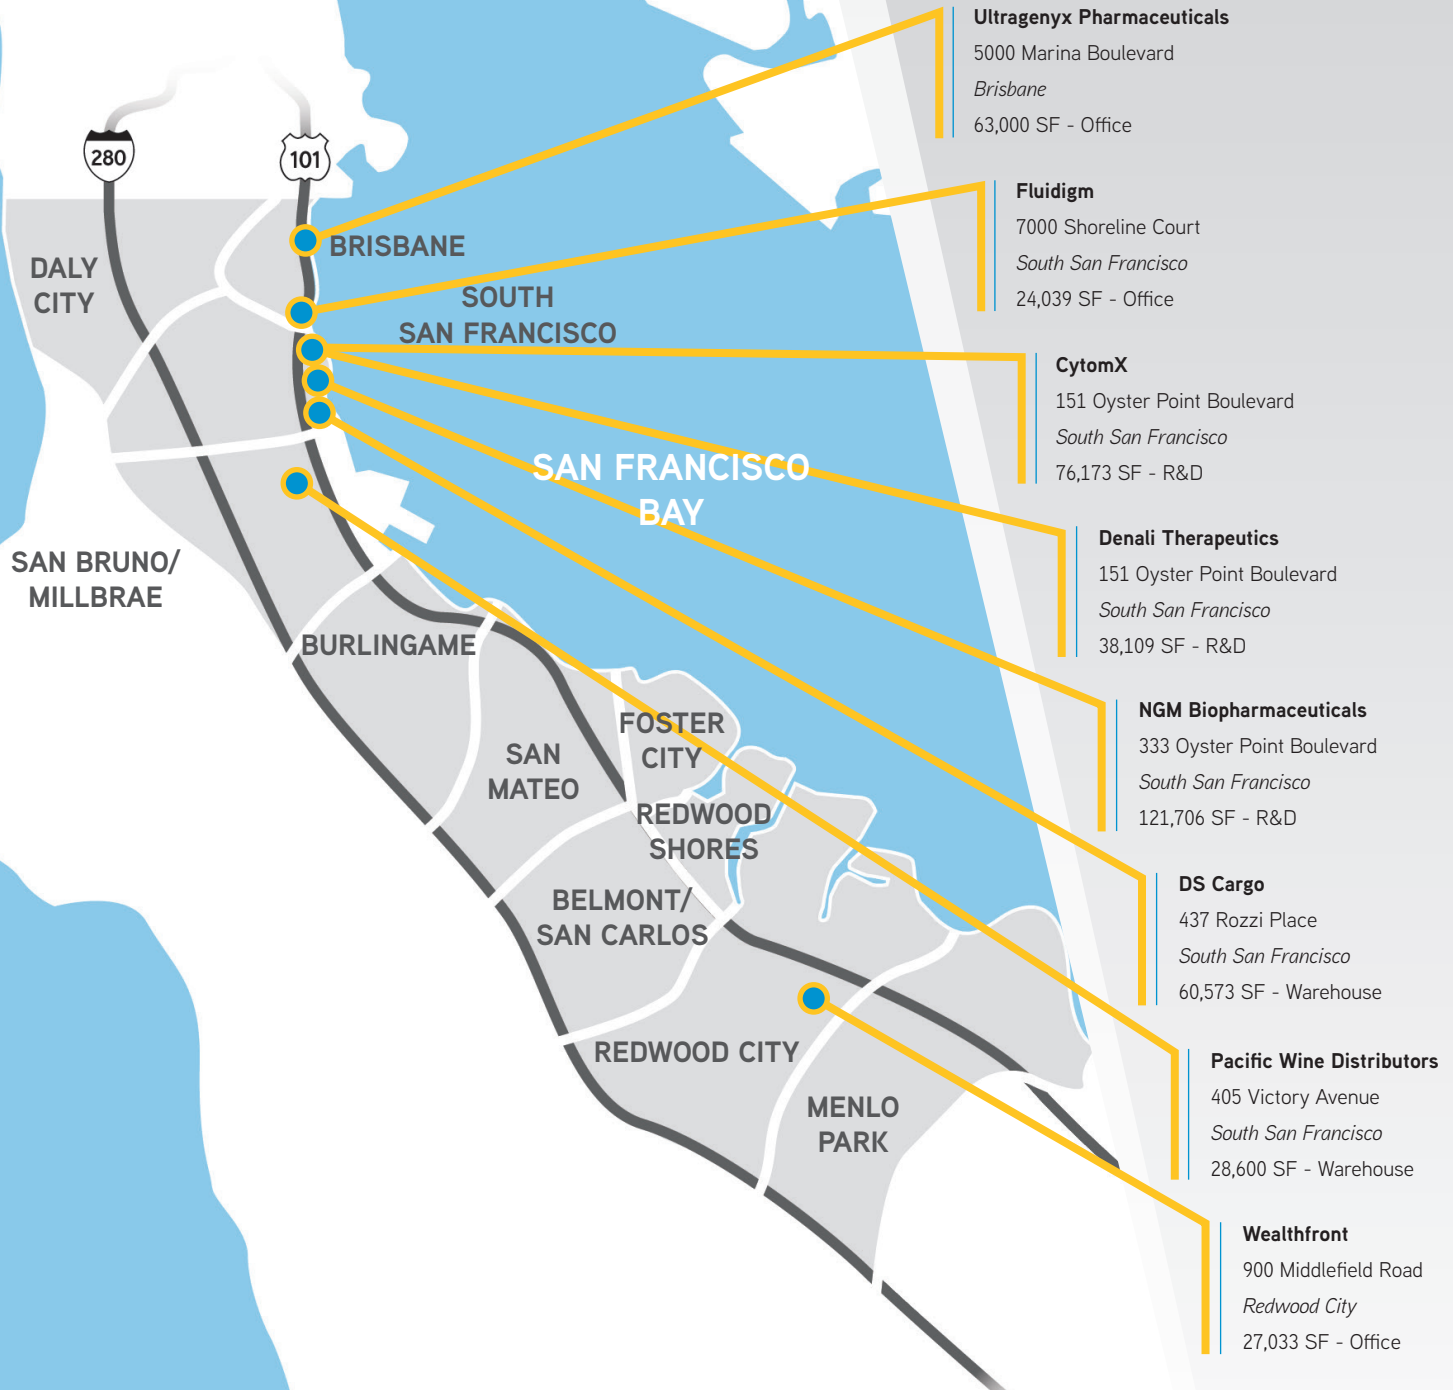 Ultragenyx Pharmaceuticals
5000 Marina Boulevard
Brisbane
63,000 SF - Office
280
101
Fluidigm
7000 Shoreline Court
South San Francisco
24,039 SF - Office
BRISBANE
DALY
CITY
SOUTH
SAN FRANCISCO
CytomX
151 Oyster Point Boulevard
South San Francisco
76,173 SF - R&D
SAN FRANCISCO
BAY
Denali Therapeutics
151 Oyster Point Boulevard
South San Francisco
38,109 SF - R&D
SAN BRUNO/
MILLBRAE
BURLINGAME
NGM Biopharmaceuticals
333 Oyster Point Boulevard
South San Francisco
121,706 SF - R&D
FOSTER
CITY
SAN
MATEO
REDWOOD
SHORES
DS Cargo
437 Rozzi Place
South San Francisco
60,573 SF - Warehouse
BELMONT/
SAN CARLOS
REDWOOD CITY
Pacific Wine Distributors
405 Victory Avenue
South San Francisco
28,600 SF - Warehouse
MENLO
PARK
Wealthfront
900 Middlefield Road
Redwood City
27,033 SF - Office